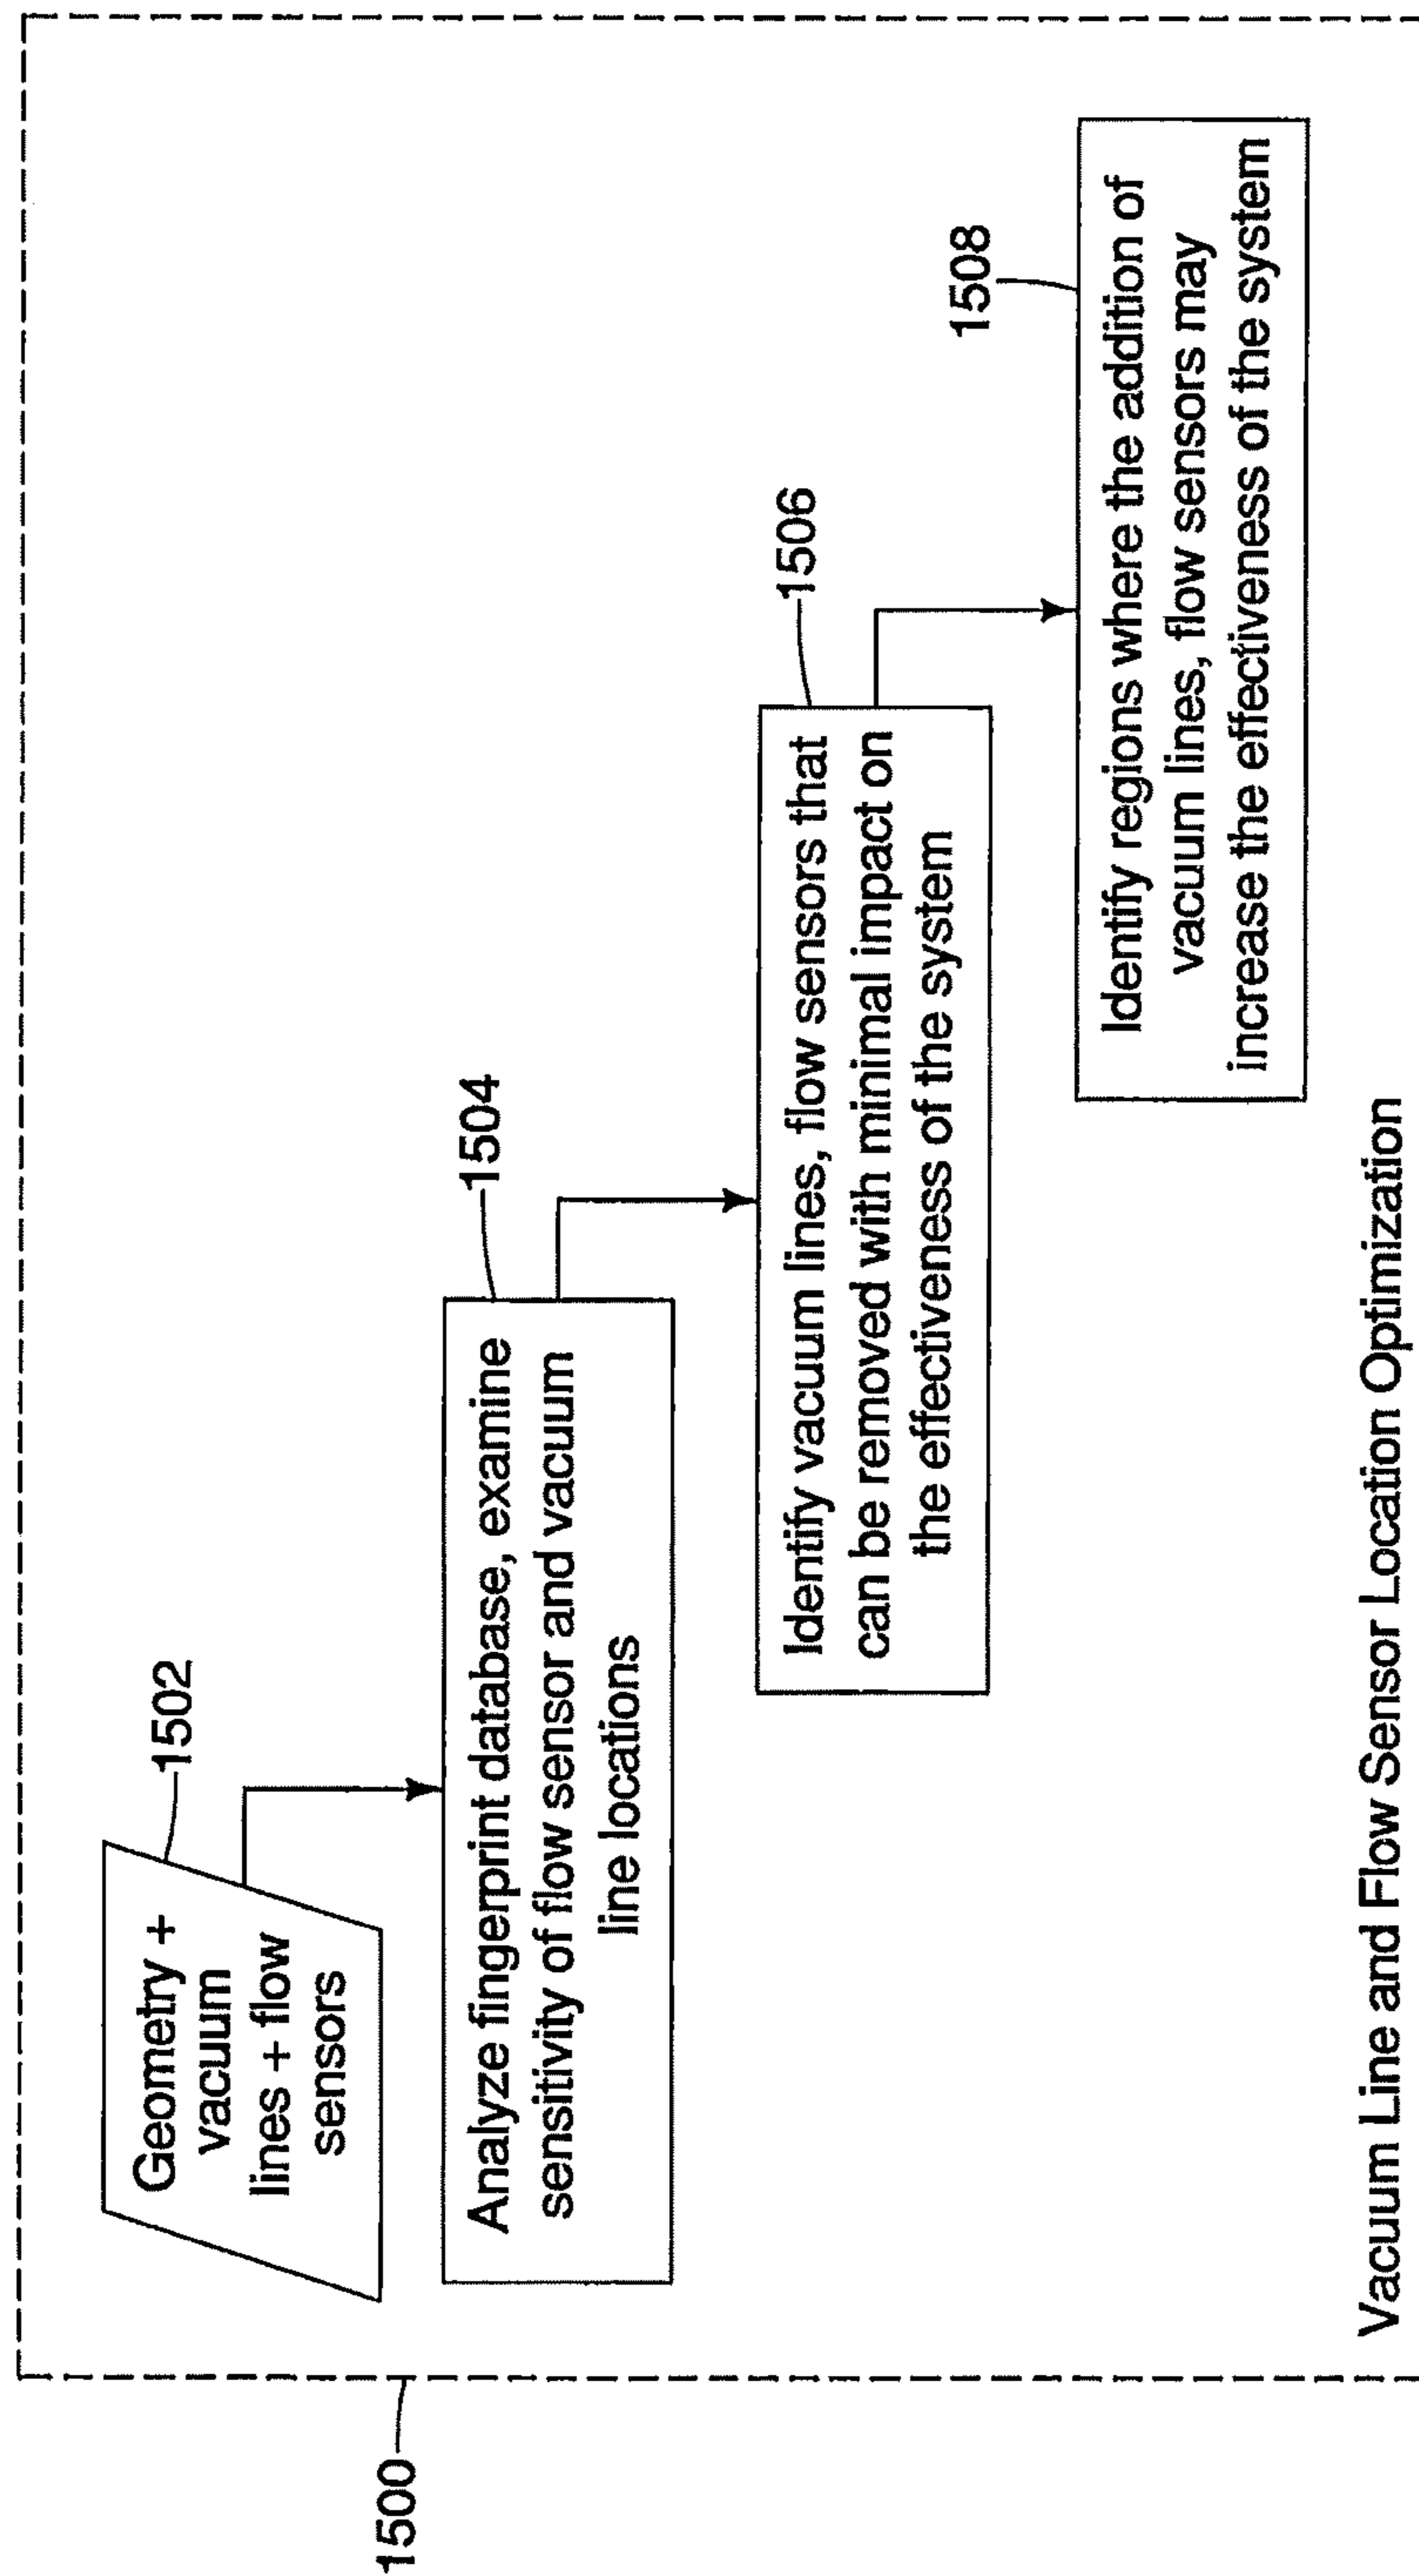 1500
1502
Geometry +
vacuum
lines + flow
sensors
1504
Analyze fingerprint database, examine
sensitivity of flow sensor and vacuum
line locations
1506
Identify vacuum lines, flow sensors that
can be removed with minimal impact on
the effectiveness of the system
1508
Identify regions where the addition of
vacuum lines, flow sensors may
increase the effectiveness of the system
Vacuum Line and Flow Sensor Location Optimization